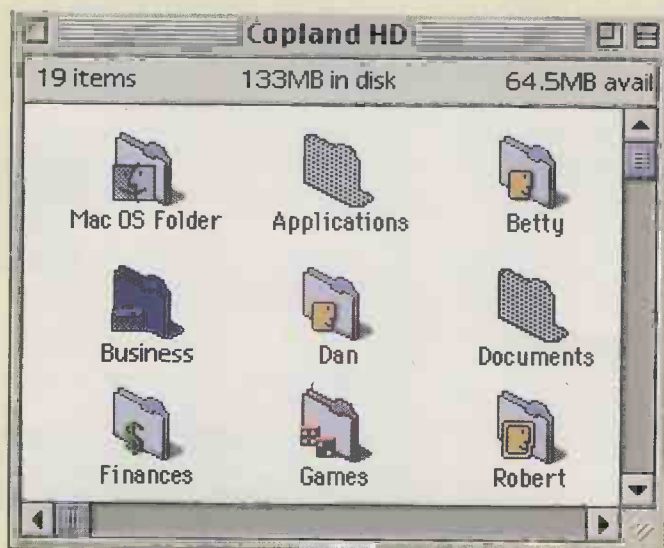 Copland HD
19 items 133MB in disk 64.5MB avail
Mac OS Folder Applications Betty
Business Dan Documents
$
Finances Games Robert